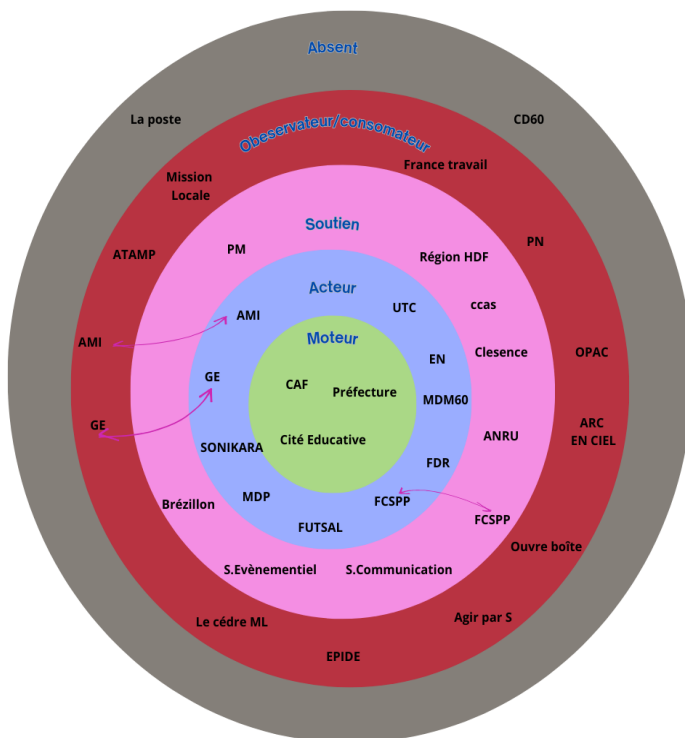 Absent
La poste
CD60
Obeservateur/consomateur
France travail
Mission
Locale
Soutien
PM
PN
ATAMP
Région HDF
Acteur
ccas
UTC
AMI
Moteur
AMI
Clesence
OPAC
EN
GE
CAF
Préfecture
MDM60
GE
ARC
EN CIEL
Cité Educative
ANRU
SONIKARA
FDR
MDP
FCSPP
Brézillon
FUTSAL
FCSPP
Ouvre boîte
S.Evènementiel
S.Communication
Le cédre ML
Agir par S
EPIDE